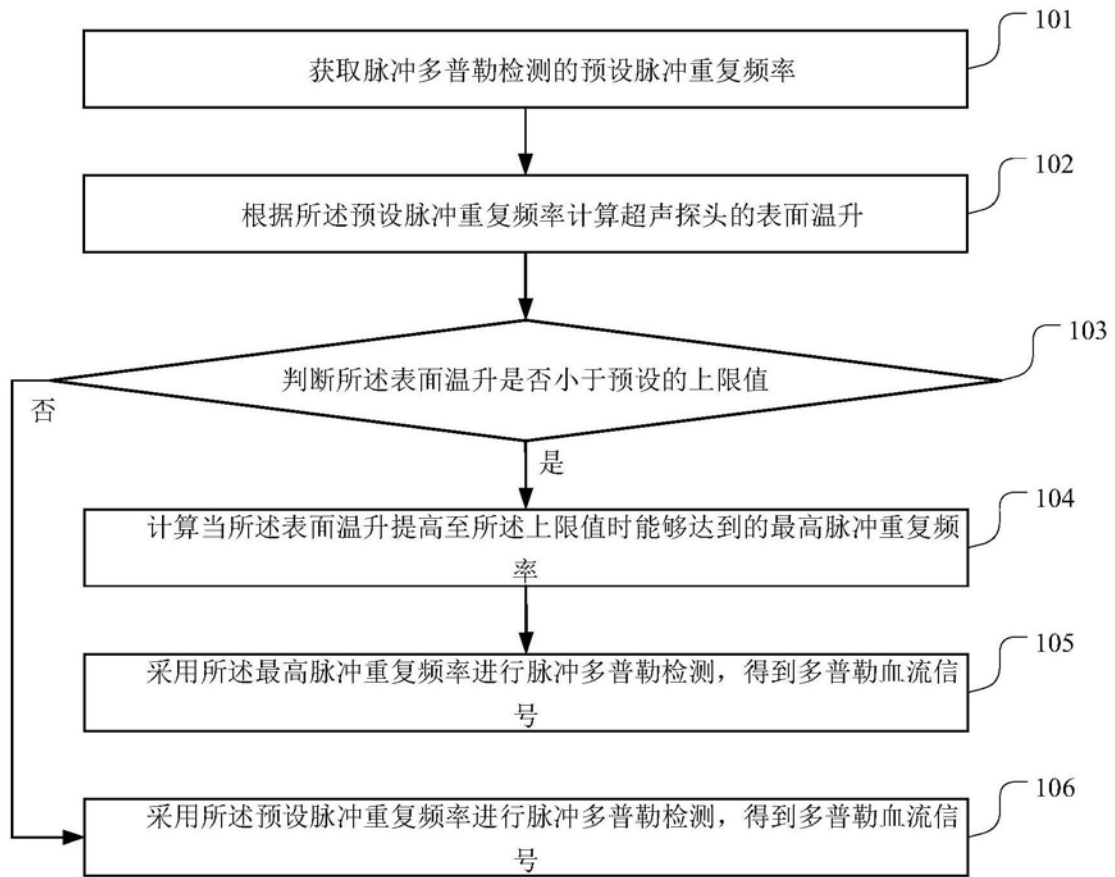 101
获取脉冲多普勒检测的预设脉冲重复频率
102
根据所述预设脉冲重复频率计算超声探头的表面温升
103
判断所述表面温升是否小于预设的上限值
否
是
104
计算当所述表面温升提高至所述上限值时能够达到的最高脉冲重复频
率
105
采用所述最高脉冲重复频率进行脉冲多普勒检测，得到多普勒血流信
号
106
采用所述预设脉冲重复频率进行脉冲多普勒检测，得到多普勒血流信
号